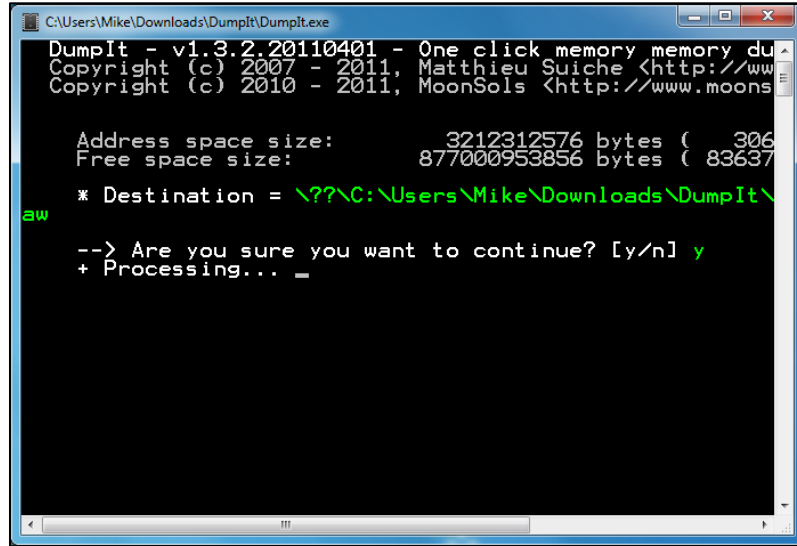 C:\Users\Mike\Downloads\DumpIt\DumpIt.exe
DumpIt - v1.3.2.20110401 - One click memory memory du
Copyright (c) 2007 - 2011, Matthieu Suiche <http://ww
Copyright (c) 2010 - 2011, MoonSols <http://www.moons
Address space size: 3212312576 bytes ( 306
Free space size: 877000953856 bytes ( 83637
* Destination = \??\C:\Users\Mike\Downloads\DumpIt\
aw
--> Are you sure you want to continue? [y/n] y
+ Processing... _